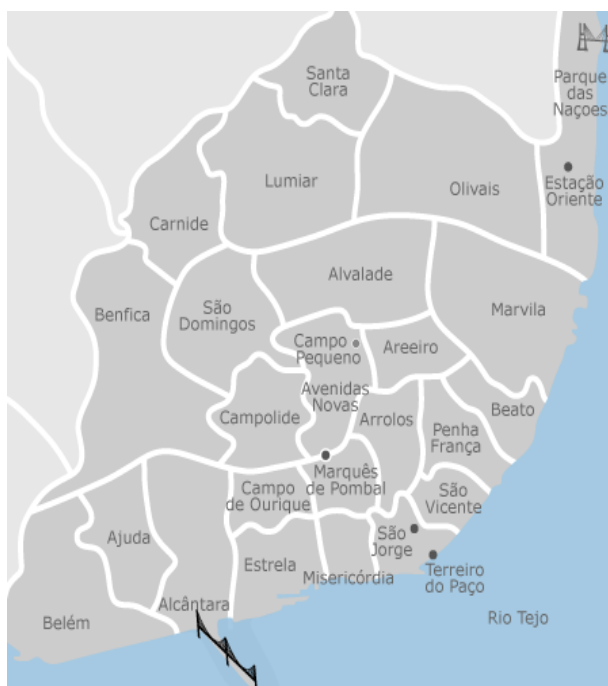 Santa
Clara
Parque
das
Naçoes
Lumiar
Olivais
Estação
Oriente
Carnide
Alvalade
Benfica
São
Domingos
Marvila
Campo
Pequeno
Areeiro
Avenidas
Novas
Campolide
Arrolos
Beato
Penha
França
Marquês
de Pombal
Campo
de Ourique
São
Vicente
Ajuda
São
Jorge
Estrela
Misericórdia
Terreiro
do Paço
Alcântara
Belém
Rio Tejo